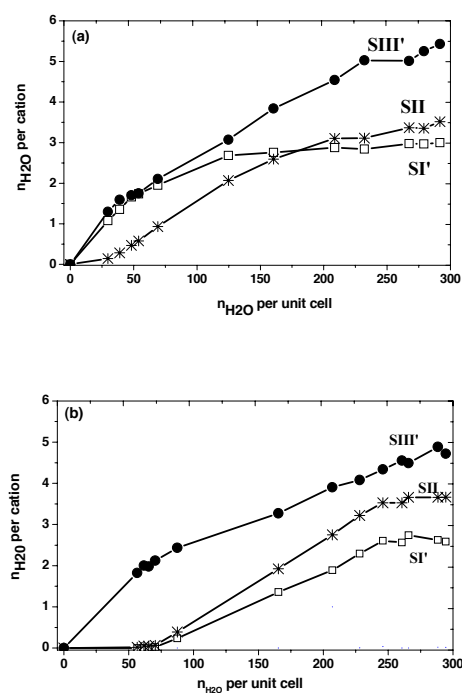 (a)
SIII'
SII
SI'
6
5
4
3
2
1
0
0 50 100 150 200 250 300
nH2O per cation
nH2O per unit cell
(b)
SIII'
SII
SI'
6
5
4
3
2
1
0
0 50 100 150 200 250 300
nH20 per cation
nH2O per unit cell